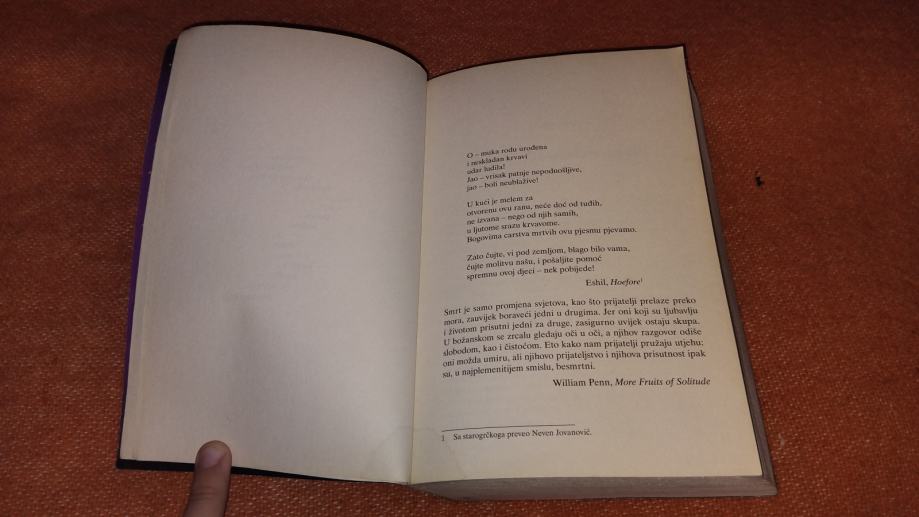 O – muka rodu urođena
i neskladan krvavi
udar ludila!
Jao – vrisak patnje nepodnošljive,
jao – boli neublažive!
U kući je melem za
otvorenu ovu ranu, neće doć od tuđih,
ne izvana – nego od njih samih,
u ljutome srazu krvavome.
Bogovima carstva mrtvih ovu pjesmu pjevamo.
Zato čujte, vi pod zemljom, blago bilo vama,
čujte molitvu našu, i pošaljite pomoć
spremnu ovoj djeci – nek pobijede!
Eshil, Hoefore¹
Smrt je samo promjena svjetova, kao što prijatelji prelaze preko
mora, zauvijek boraveći jedni u drugima. Jer oni koji su ljubavlju
i životom prisutni jedni za druge, zasigurno uvijek ostaju skupa.
U božanskom se zrcalu gledaju oči u oči, a njihov razgovor odiše
slobodom, kao i čistoćom. Eto kako nam prijatelji pružaju utjehu:
oni možda umiru, ali njihovo prijateljstvo i njihova prisutnost ipak
su, u najplemenitijem smislu, besmrtni.
William Penn, More Fruits of Solitude
1 Sa starogrčkoga preveo Neven Jovanović.